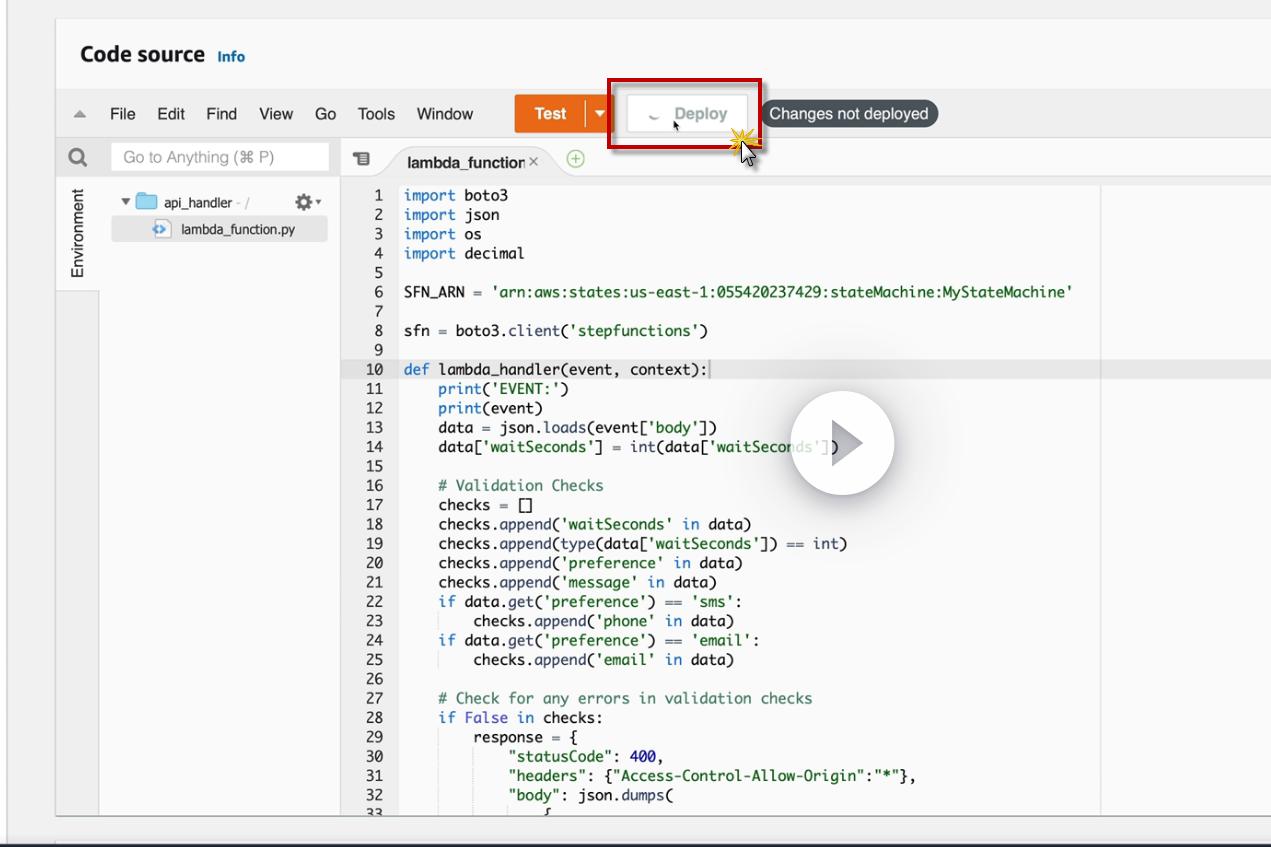 Code source Info
File Edit Find View Go Tools Window Test Deploy Changes not deployed
Go to Anything (⌘ P) lambda_function
Environment
api_handler - /
lambda_function.py
1 import boto3
2 import json
3 import os
4 import decimal
5
6 SFN_ARN = 'arn:aws:states:us-east-1:055420237429:stateMachine:MyStateMachine'
7
8 sfn = boto3.client('stepfunctions')
9
10 def lambda_handler(event, context):
11     print('EVENT:')
12     print(event)
13     data = json.loads(event['body'])
14     data['waitSeconds'] = int(data['waitSeconds'])
15
16     # Validation Checks
17     checks = []
18     checks.append('waitSeconds' in data)
19     checks.append(type(data['waitSeconds']) == int)
20     checks.append('preference' in data)
21     checks.append('message' in data)
22     if data.get('preference') == 'sms':
23         checks.append('phone' in data)
24     if data.get('preference') == 'email':
25         checks.append('email' in data)
26
27     # Check for any errors in validation checks
28     if False in checks:
29         response = {
30             "statusCode": 400,
31             "headers": {"Access-Control-Allow-Origin":"*"},
32             "body": json.dumps(
33                 {